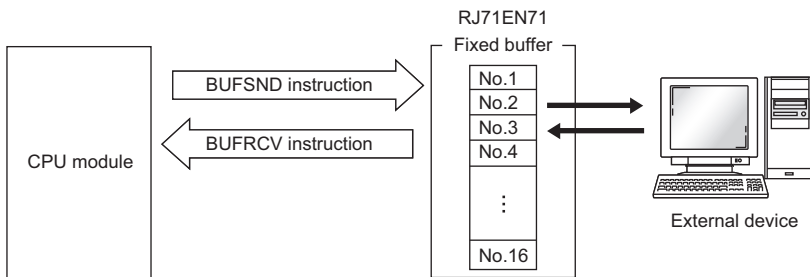 RJ71EN71
Fixed buffer
BUFSND instruction
No.1
No.2
BUFRCV instruction
No.3
No.4
CPU module
⋮
External device
No.16